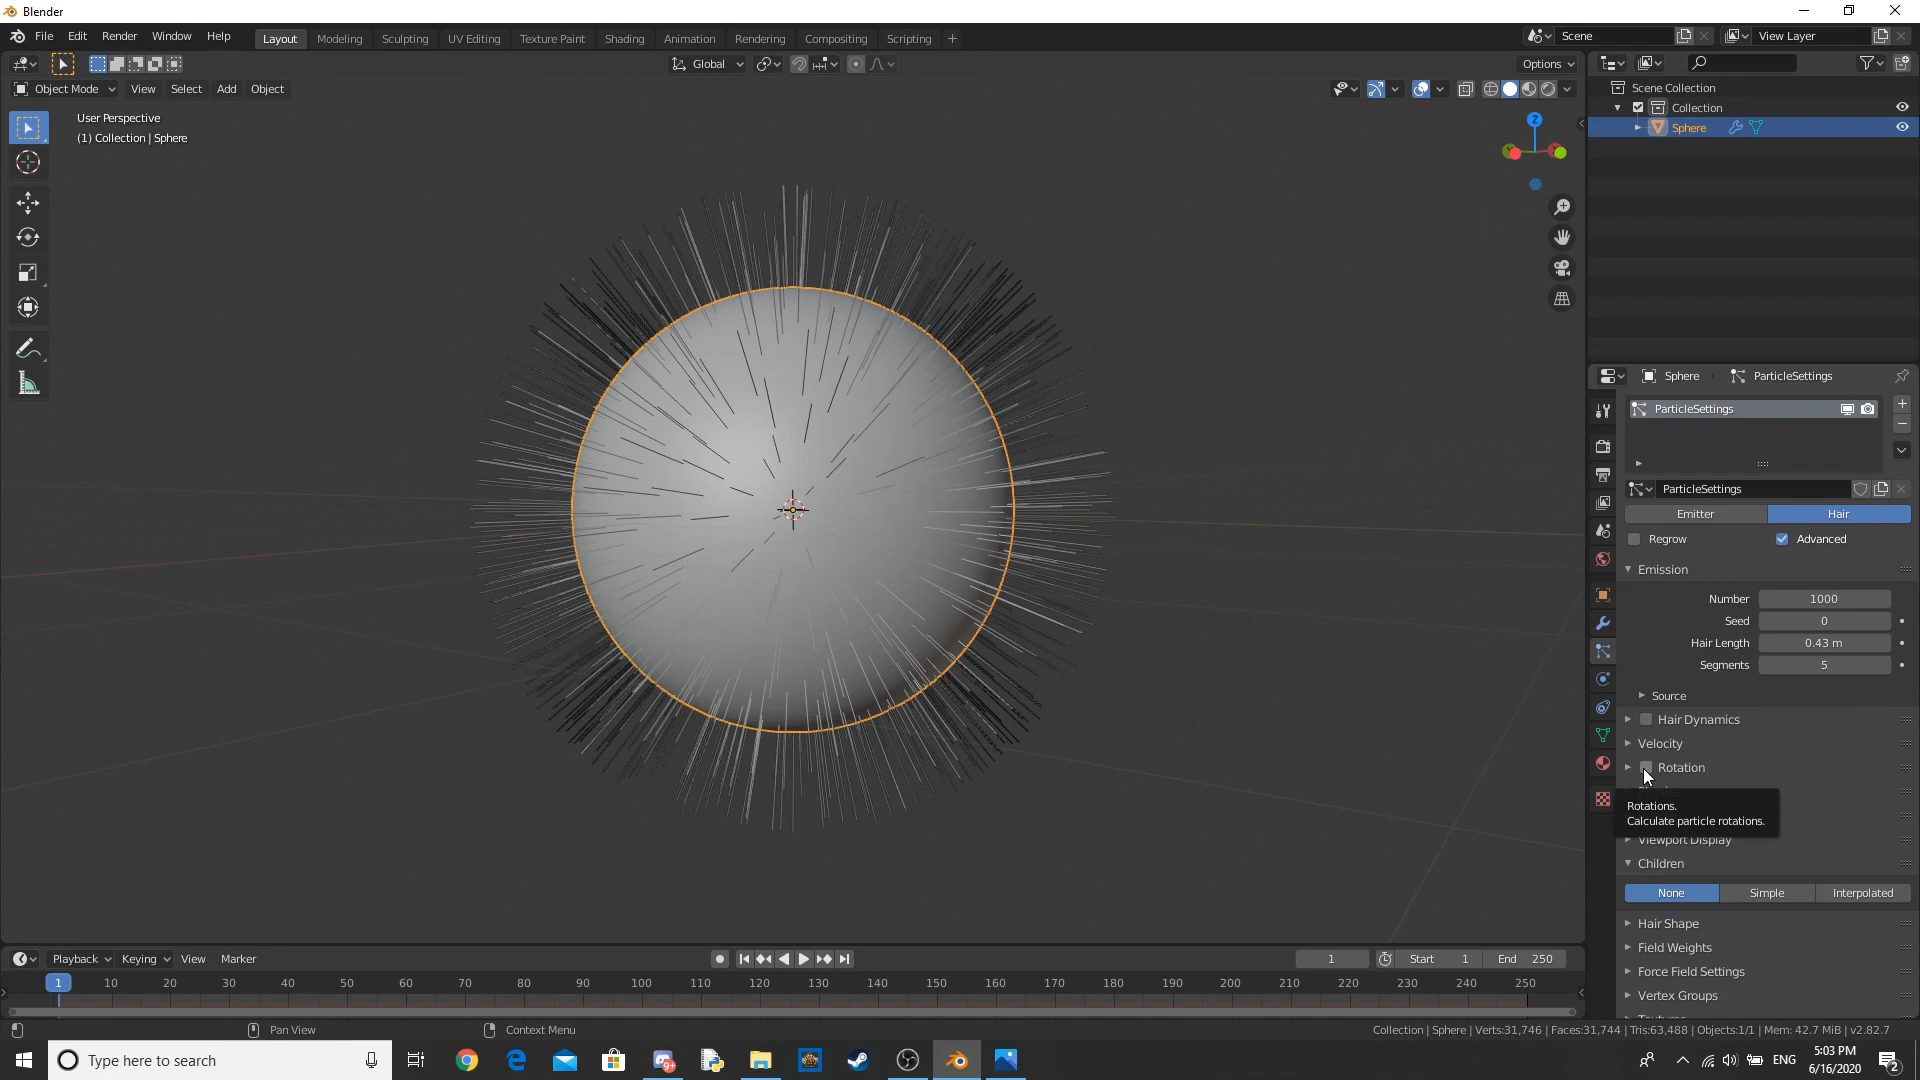 Blender
File Edit Render Window Help
Layout Modeling Sculpting UV Editing Texture Paint Shading Animation Rendering Compositing Scripting +
Scene
View Layer
Global
Options
Object Mode View Select Add Object
User Perspective
(1) Collection | Sphere
Z
Scene Collection
Collection
Sphere
Sphere ParticleSettings
ParticleSettings
ParticleSettings
Emitter Hair
Regrow Advanced
Emission
Number 1000
Seed 0
Hair Length 0.43 m
Segments 5
Source
Hair Dynamics
Velocity
Rotation
Rotations.
Calculate particle rotations.
Viewport Display
Children
None Simple Interpolated
Hair Shape
Field Weights
Force Field Settings
Vertex Groups
Textures
Playback Keying View Marker
1 Start 1 End 250
1 10 20 30 40 50 60 70 80 90 100 110 120 130 140 150 160 170 180 190 200 210 220 230 240 250
Pan View Context Menu
Collection | Sphere | Verts:31,746 | Faces:31,744 | Tris:63,488 | Objects:1/1 | Mem: 42.7 MiB | v2.82.7
Type here to search
9+
ENG
5:03 PM
6/16/2020
2